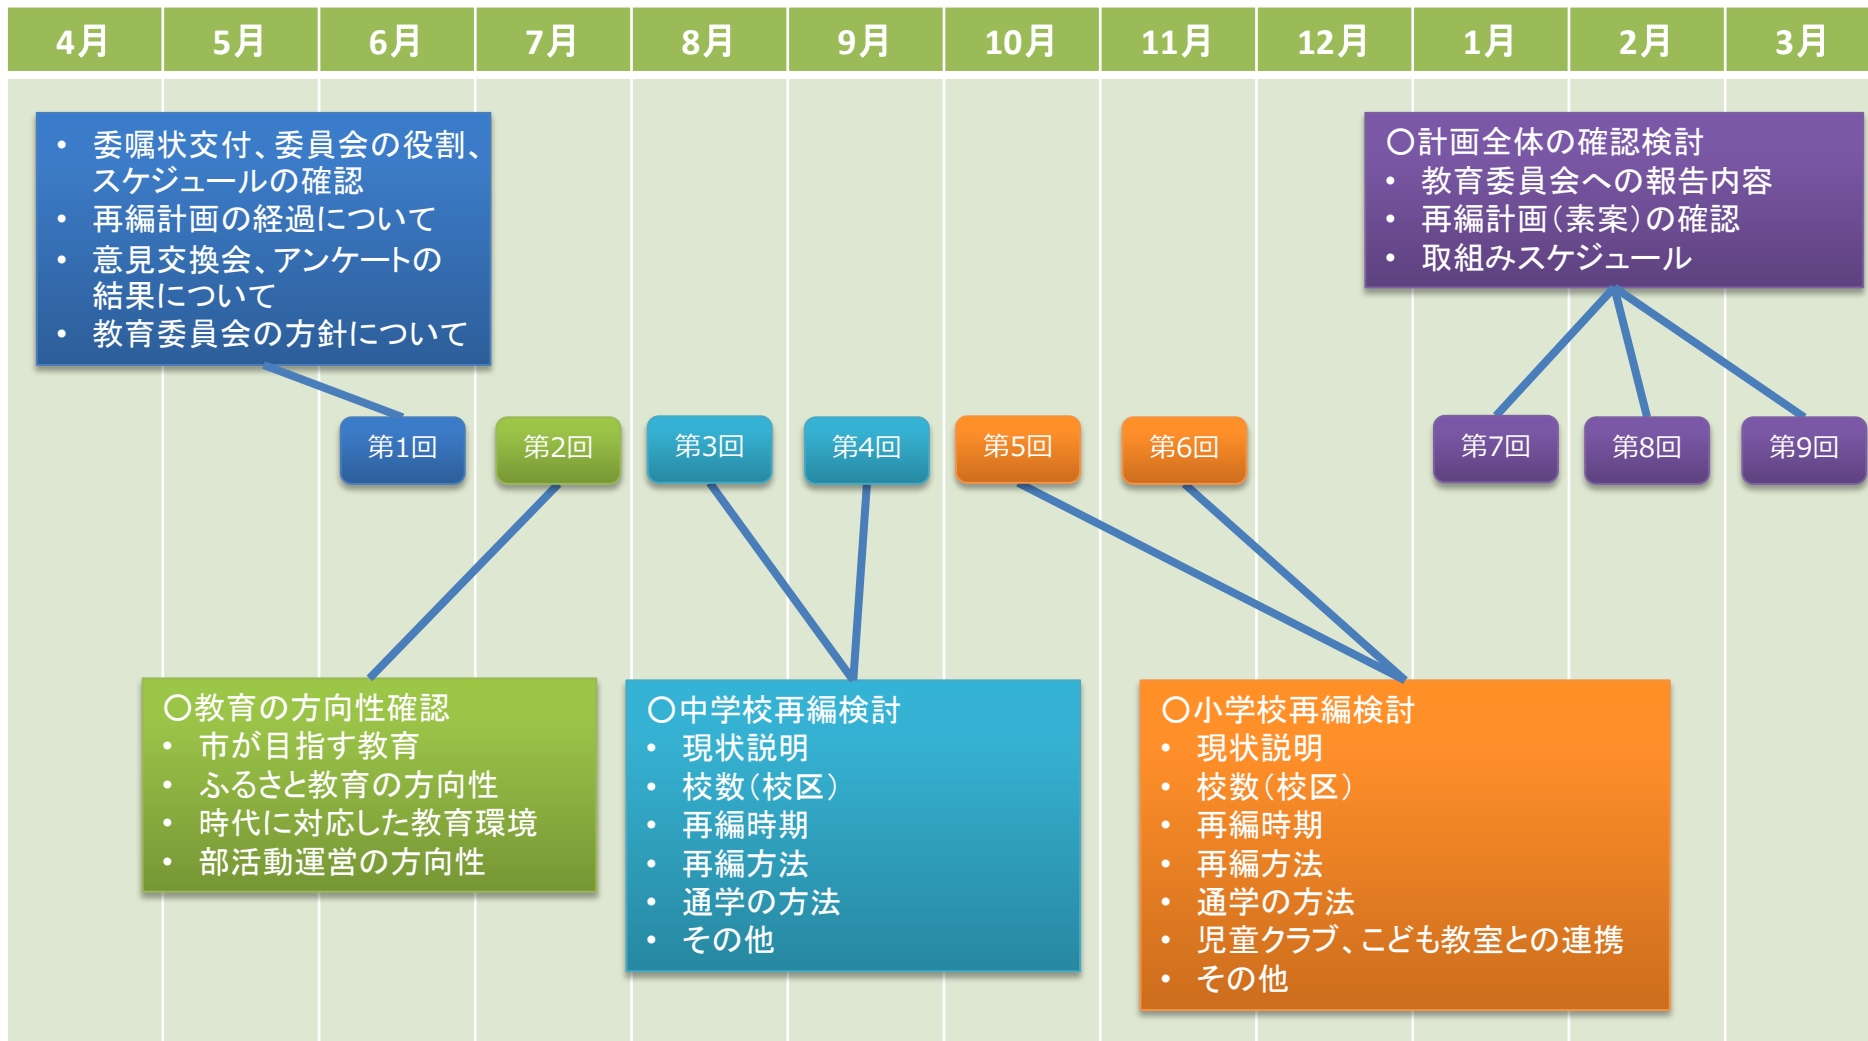 4月 5月 6月 7月 8月 9月 10月 11月 12月 1月 2月 3月
• 委嘱状交付、委員会の役割、
スケジュールの確認
• 再編計画の経過について
• 意見交換会、アンケートの
結果について
• 教育委員会の方針について
〇計画全体の確認検討
• 教育委員会への報告内容
• 再編計画（素案）の確認
• 取組みスケジュール
第1回 第2回 第3回 第4回 第5回 第6回 第7回 第8回 第9回
〇教育の方向性確認
• 市が目指す教育
• ふるさと教育の方向性
• 時代に対応した教育環境
• 部活動運営の方向性
〇中学校再編検討
• 現状説明
• 校数（校区）
• 再編時期
• 再編方法
• 通学の方法
• その他
〇小学校再編検討
• 現状説明
• 校数（校区）
• 再編時期
• 再編方法
• 通学の方法
• 児童クラブ、こども教室との連携
• その他